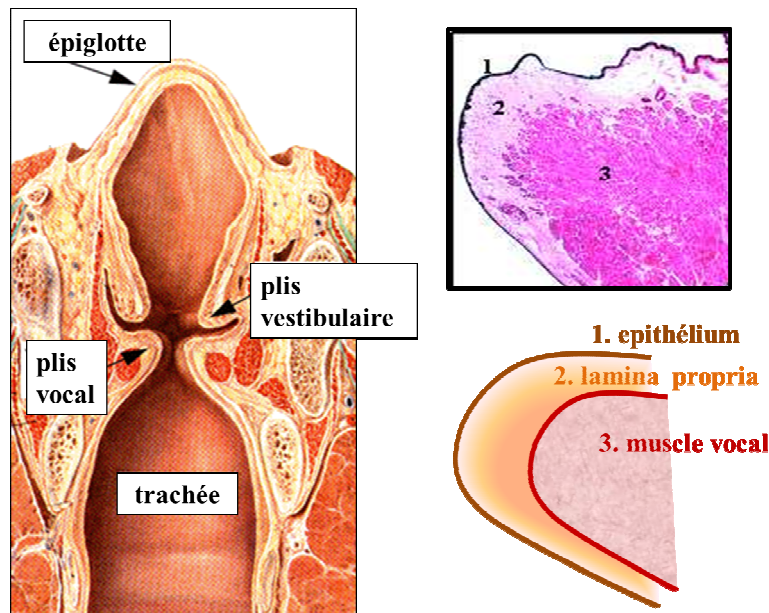 épiglotte
plis
vestibulaire
plis
vocal
trachée
1
2
3
1. epithélium
2. lamina propria
3. muscle vocal